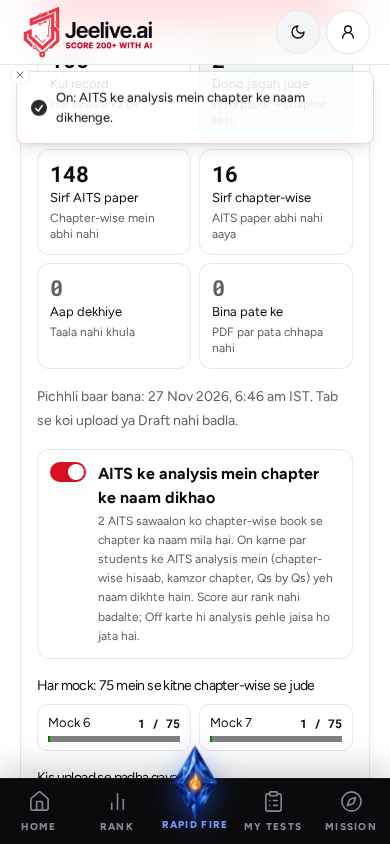 Jeelive.ai
SCORE 200+ WITH AI
On: AITS ke analysis mein chapter ke naam
dikhenge.
148
Sirf AITS paper
Chapter-wise mein
abhi nahi
16
Sirf chapter-wise
AITS paper abhi nahi
aaya
0
Aap dekhiye
Taala nahi khula
0
Bina pate ke
PDF par pata chhapa
nahi
Pichhli baar bana: 27 Nov 2026, 6:46 am IST. Tab
se koi upload ya Draft nahi badla.
AITS ke analysis mein chapter
ke naam dikhao
2 AITS sawaalon ko chapter-wise book se
chapter ka naam mila hai. On karne par
students ke AITS analysis mein (chapter-
wise hisaab, kamzor chapter, Qs by Qs) yeh
naam dikhte hain. Score aur rank nahi
badalte; Off karte hi analysis pehle jaisa ho
jata hai.
Har mock: 75 mein se kitne chapter-wise se jude
Mock 6 1 / 75
Mock 7 1 / 75
HOME
RANK
RAPID FIRE
MY TESTS
MISSION